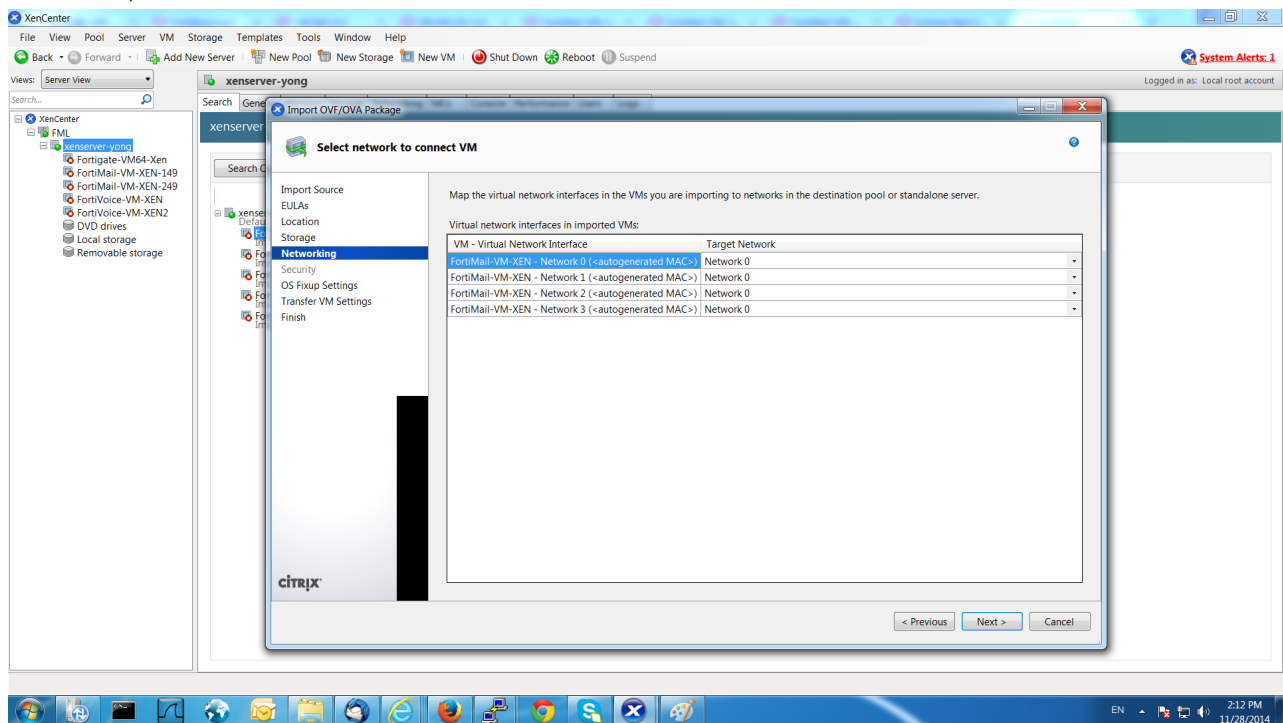 XenCenter
File View Pool Server VM Storage Templates Tools Window Help
Back Forward Add New Server New Pool New Storage New VM Shut Down Reboot Suspend System Alerts: 1
Views: Server View xenserver-yong Logged in as: Local root account
Search...
XenCenter
FML
xenserver-yong
Fortigate-VM64-Xen
FortiMail-VM-XEN-149
FortiMail-VM-XEN-249
FortiVoice-VM-XEN
FortiVoice-VM-XEN2
DVD drives
Local storage
Removable storage
Search Gene
xenserver
Search
xense
Defau
Import OVF/OVA Package
Select network to connect VM
Import Source
EULAs
Location
Storage
Networking
Security
OS Fixup Settings
Transfer VM Settings
Finish
CITRIX
Map the virtual network interfaces in the VMs you are importing to networks in the destination pool or standalone server.
Virtual network interfaces in imported VMs:
VM - Virtual Network Interface Target Network
FortiMail-VM-XEN - Network 0 (<autogenerated MAC>) Network 0
FortiMail-VM-XEN - Network 1 (<autogenerated MAC>) Network 0
FortiMail-VM-XEN - Network 2 (<autogenerated MAC>) Network 0
FortiMail-VM-XEN - Network 3 (<autogenerated MAC>) Network 0
< Previous Next > Cancel
EN 2:12 PM
11/28/2014